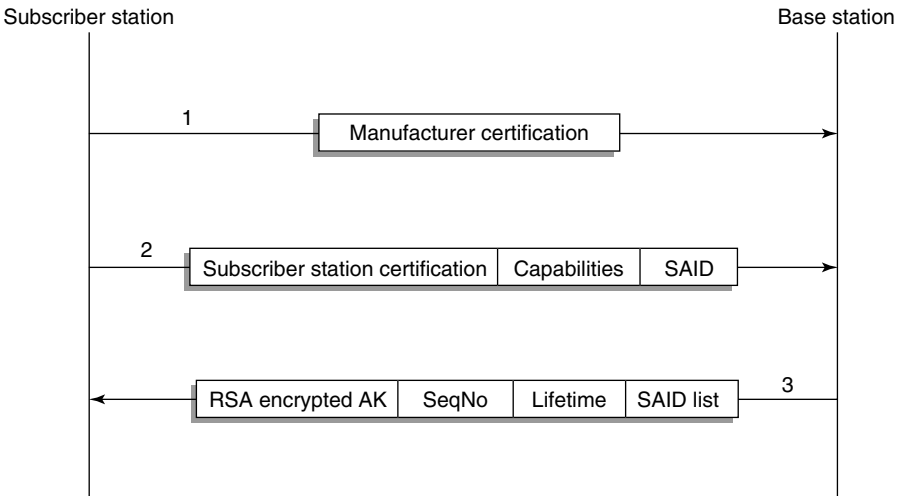 Subscriber station
Base station
1
Manufacturer certification
2
Subscriber station certification
Capabilities
SAID
RSA encrypted AK
SeqNo
Lifetime
SAID list
3